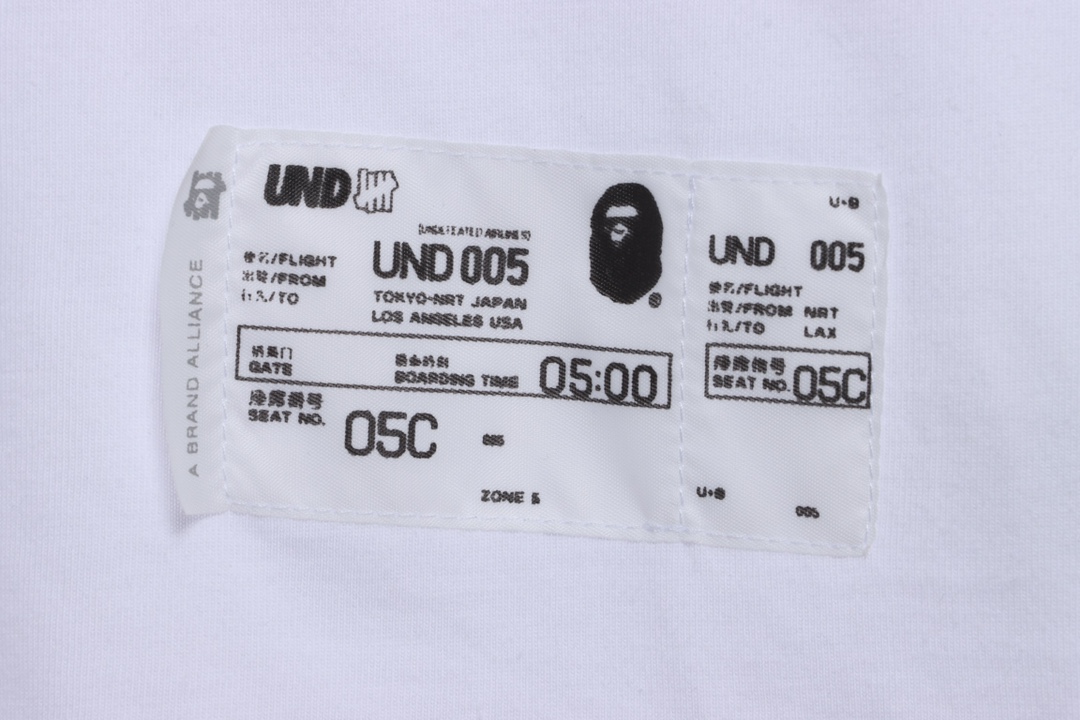 A BRAND ALLIANCE
UND
[UNDEFEATED AIRLINES]
/FLIGHT UND 005
/FROM TOKYO-NRT JAPAN
/TO LOS ANGELES USA
GATE BOARDING TIME 05:00
SEAT NO. 05C 005
ZONE 5
®
U+B
UND 005
/FLIGHT
/FROM NRT
/TO LAX
SEAT NO. 05C
U+B
005